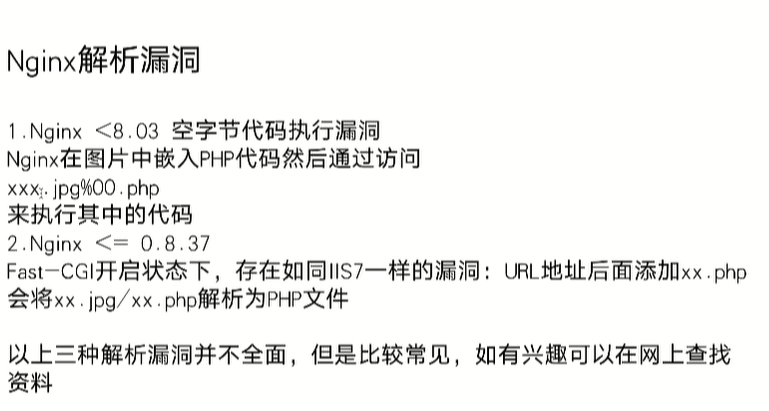 Nginx解析漏洞
1.Nginx <8.03 空字节代码执行漏洞
Nginx在图片中嵌入PHP代码然后通过访问
xxx.jpg%00.php
来执行其中的代码
2.Nginx <= 0.8.37
Fast-CGI开启状态下，存在如同IIS7一样的漏洞：URL地址后面添加xx.php
会将xx.jpg/xx.php解析为PHP文件
以上三种解析漏洞并不全面，但是比较常见，如有兴趣可以在网上查找
资料